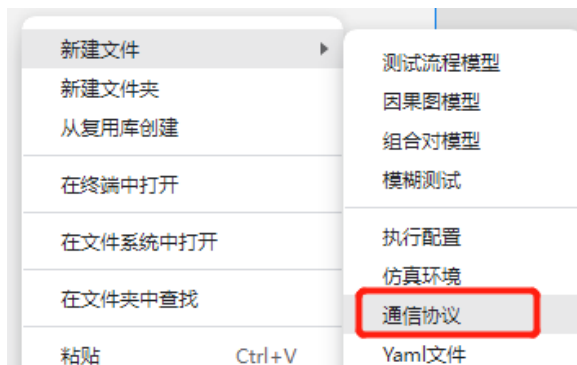 新建文件
新建文件夹
从复用库创建
在终端中打开
在文件系统中打开
在文件夹中查找
粘贴 Ctrl+V
测试流程模型
因果图模型
组合对模型
模糊测试
执行配置
仿真环境
通信协议
Yaml文件